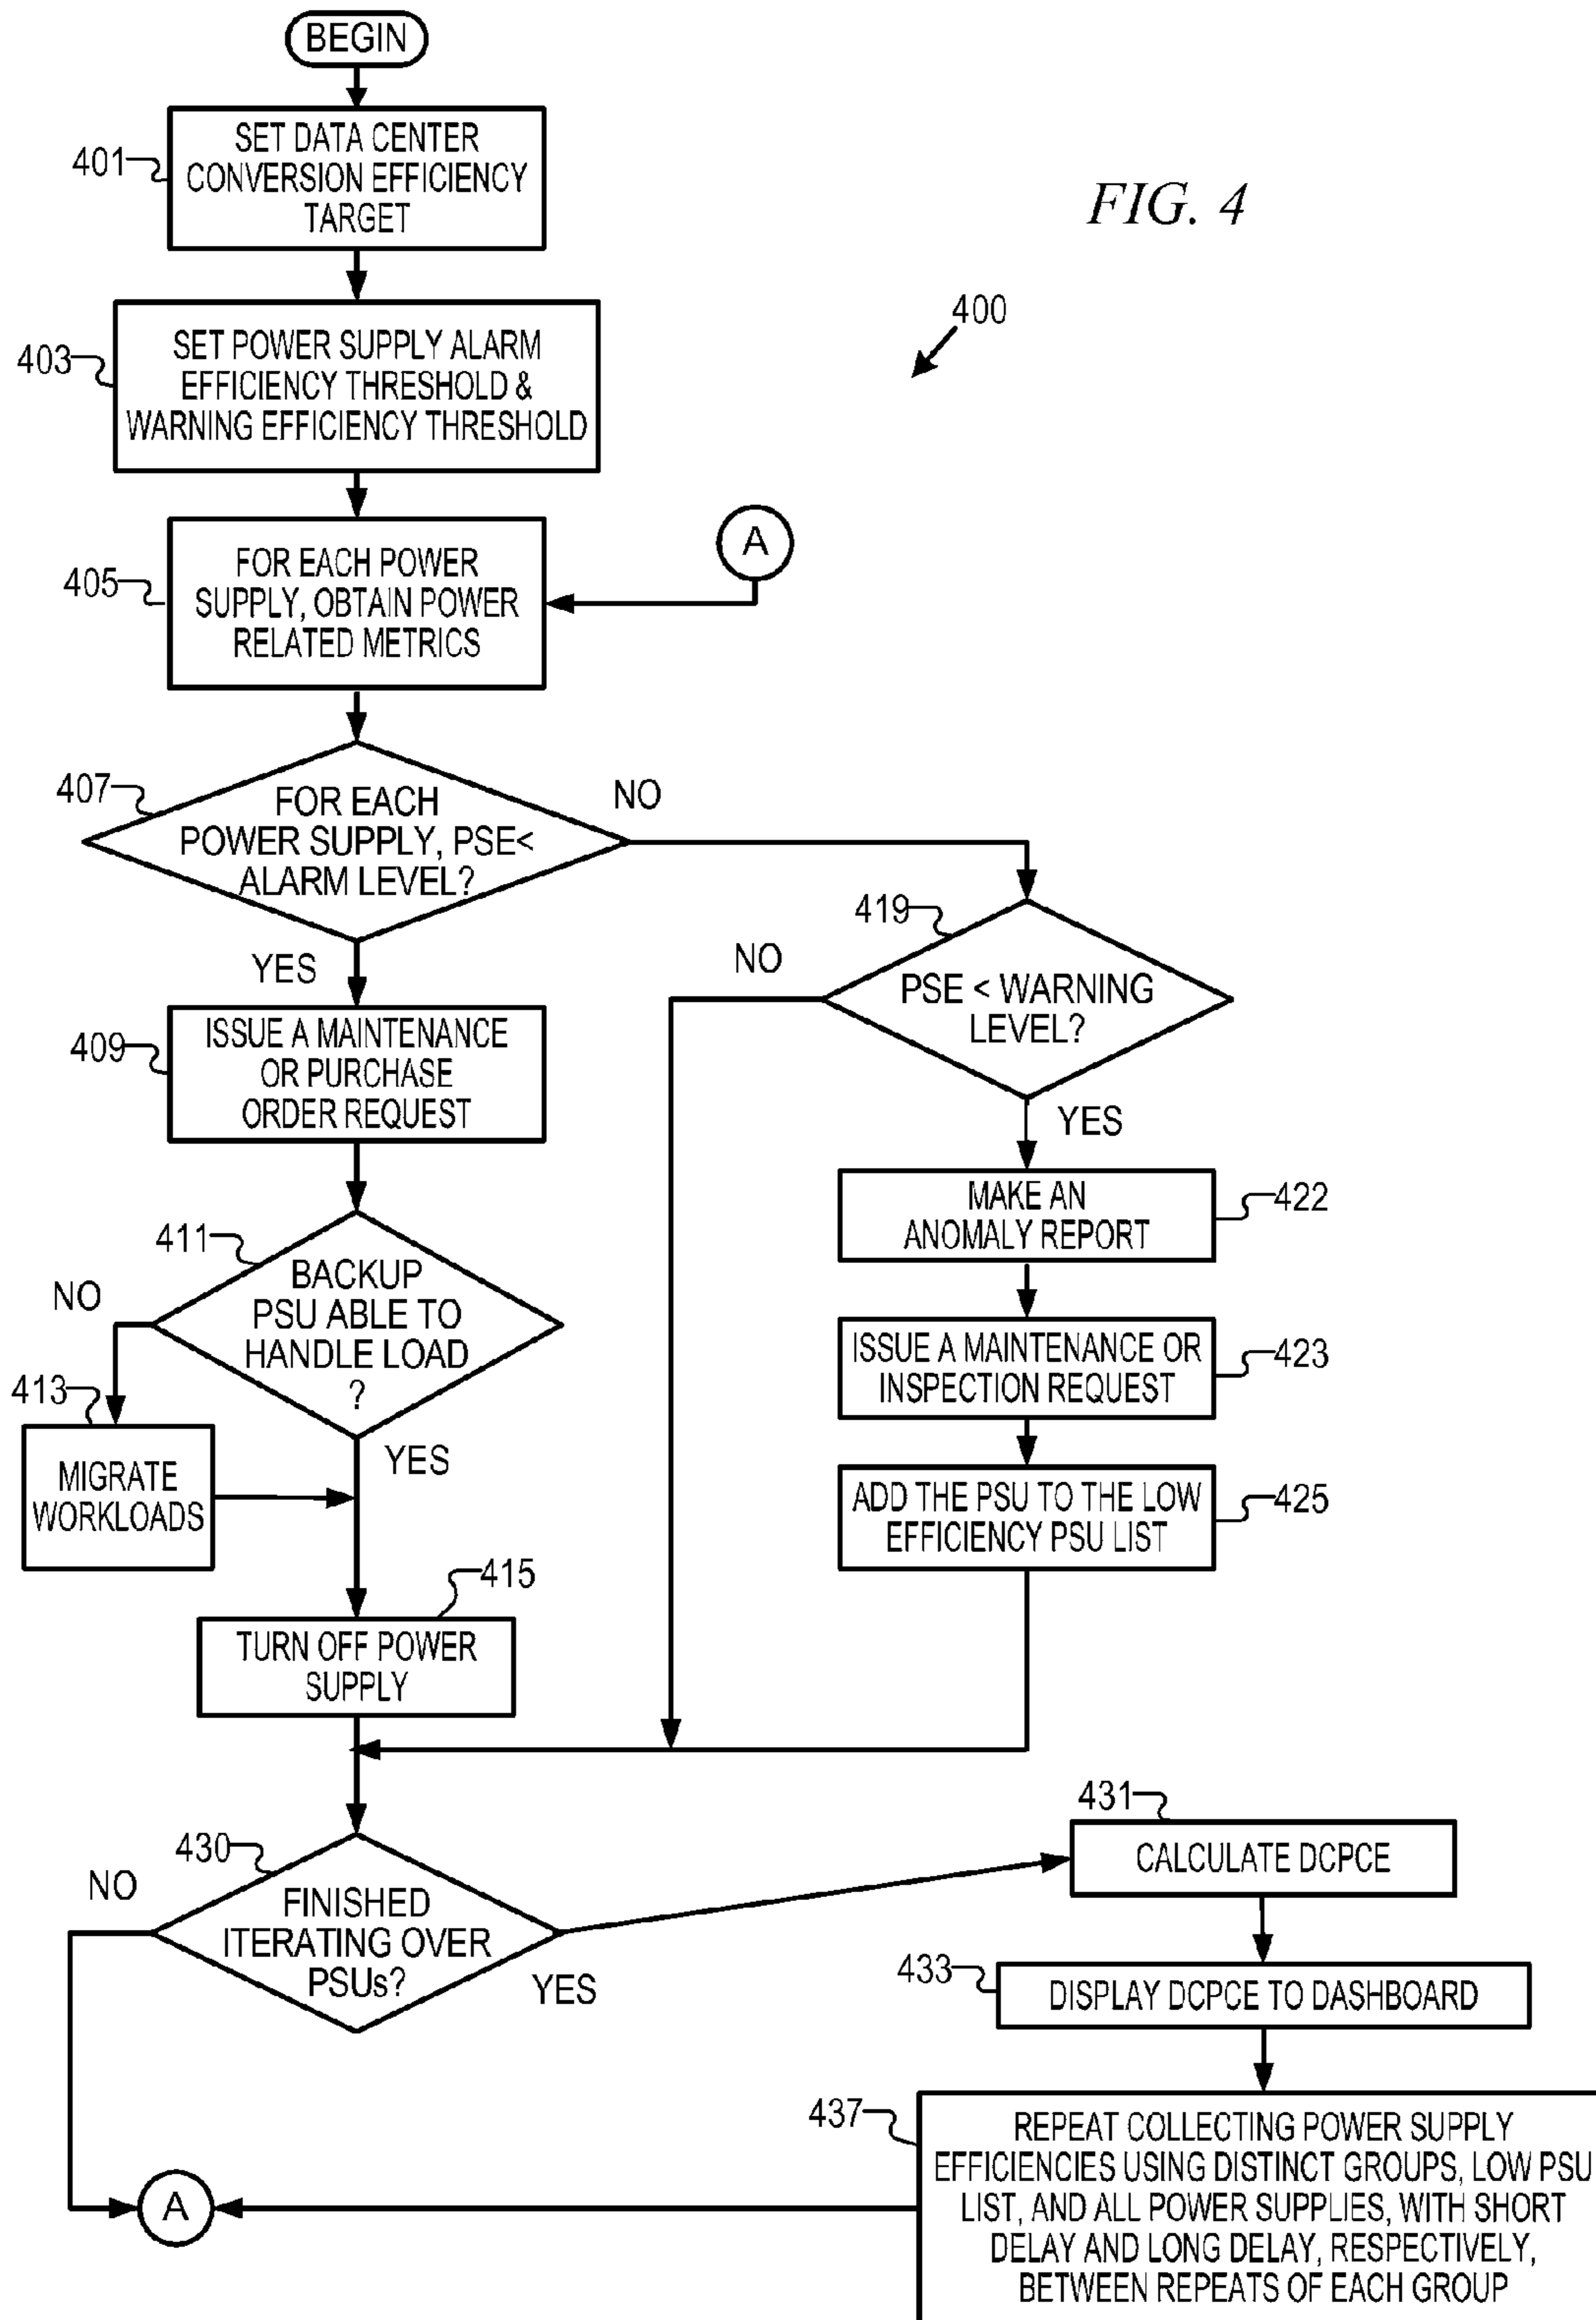 BEGIN
401
SET DATA CENTER
CONVERSION EFFICIENCY
TARGET
FIG. 4
400
403
SET POWER SUPPLY ALARM
EFFICIENCY THRESHOLD &
WARNING EFFICIENCY THRESHOLD
A
405
FOR EACH POWER
SUPPLY, OBTAIN POWER
RELATED METRICS
407
FOR EACH
POWER SUPPLY, PSE<
ALARM LEVEL?
NO
YES
419
NO
PSE < WARNING
LEVEL?
YES
409
ISSUE A MAINTENANCE
OR PURCHASE
ORDER REQUEST
422
MAKE AN
ANOMALY REPORT
411
NO
BACKUP
PSU ABLE TO
HANDLE LOAD
?
YES
423
ISSUE A MAINTENANCE OR
INSPECTION REQUEST
413
MIGRATE
WORKLOADS
425
ADD THE PSU TO THE LOW
EFFICIENCY PSU LIST
415
TURN OFF POWER
SUPPLY
430
NO
FINISHED
ITERATING OVER
PSUs?
YES
431
CALCULATE DCPCE
433
DISPLAY DCPCE TO DASHBOARD
437
REPEAT COLLECTING POWER SUPPLY
EFFICIENCIES USING DISTINCT GROUPS, LOW PSU
LIST, AND ALL POWER SUPPLIES, WITH SHORT
DELAY AND LONG DELAY, RESPECTIVELY,
BETWEEN REPEATS OF EACH GROUP
A